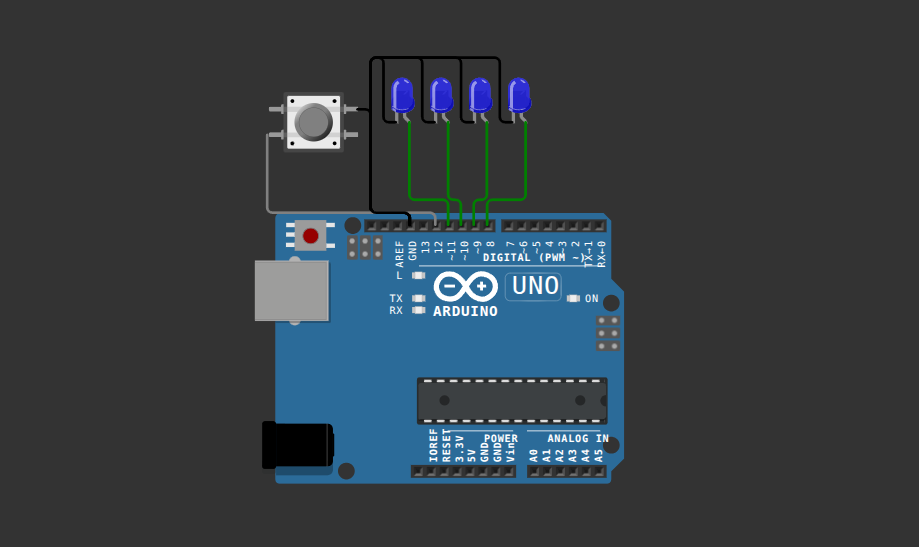 AREF
GND
13
12
~11
~10
~9
8
7
~6
~5
4
~3
2
TX→1
RX←0
DIGITAL (PWM ~)
L
TX
RX
ARDUINO
UNO
ON
IOREF
RESET
3.3V
5V
GND
GND
Vin
POWER
ANALOG IN
A0
A1
A2
A3
A4
A5